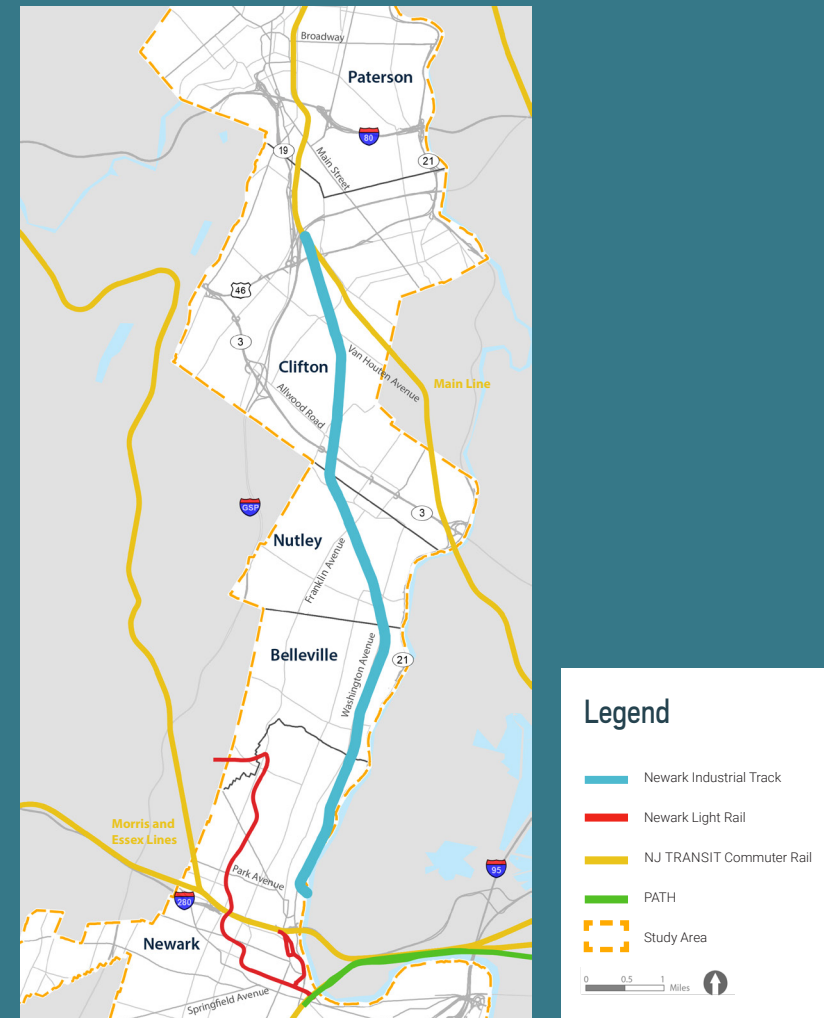 Broadway
Paterson
80
19
21
Main Street
46
3
Clifton
Van Houten Avenue
Allwood Road
Main Line
GSP
3
Nutley
Franklin Avenue
Belleville
21
Washington Avenue
Morris and
Essex Lines
Park Avenue
280
95
Newark
Springfield Avenue
Legend
Newark Industrial Track
Newark Light Rail
NJ TRANSIT Commuter Rail
PATH
Study Area
0 0.5 1
Miles